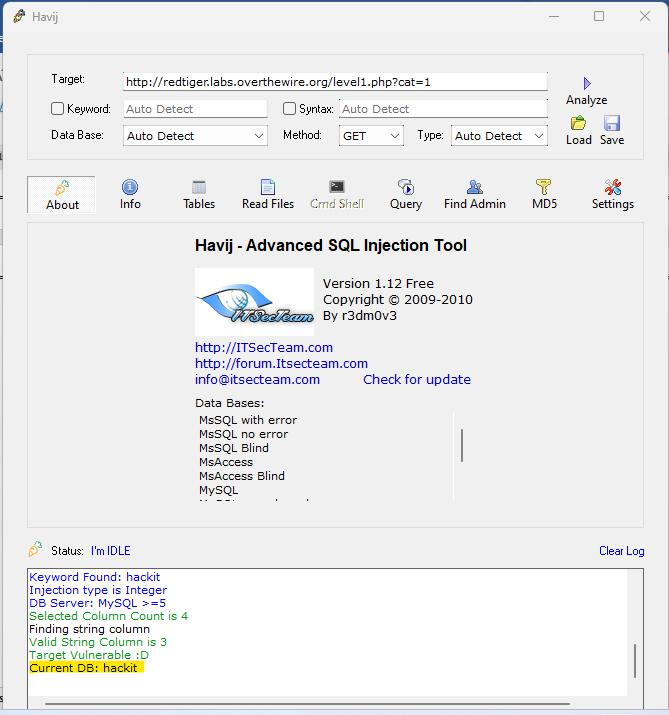 Havij
Target: http://redtiger.labs.overthewire.org/level1.php?cat=1
Analyze
Keyword: Auto Detect Syntax: Auto Detect
Data Base: Auto Detect Method: GET Type: Auto Detect
Load Save
About Info Tables Read Files Cmd Shell Query Find Admin MD5 Settings
Havij - Advanced SQL Injection Tool
ITSecTeam
Version 1.12 Free
Copyright © 2009-2010
By r3dm0v3
http://ITSecTeam.com
http://forum.Itsecteam.com
info@itsecteam.com Check for update
Data Bases:
MsSQL with error
MsSQL no error
MsSQL Blind
MsAccess
MsAccess Blind
MySQL
Status: I'm IDLE Clear Log
Keyword Found: hackit
Injection type is Integer
DB Server: MySQL >=5
Selected Column Count is 4
Finding string column
Valid String Column is 3
Target Vulnerable :D
Current DB: hackit